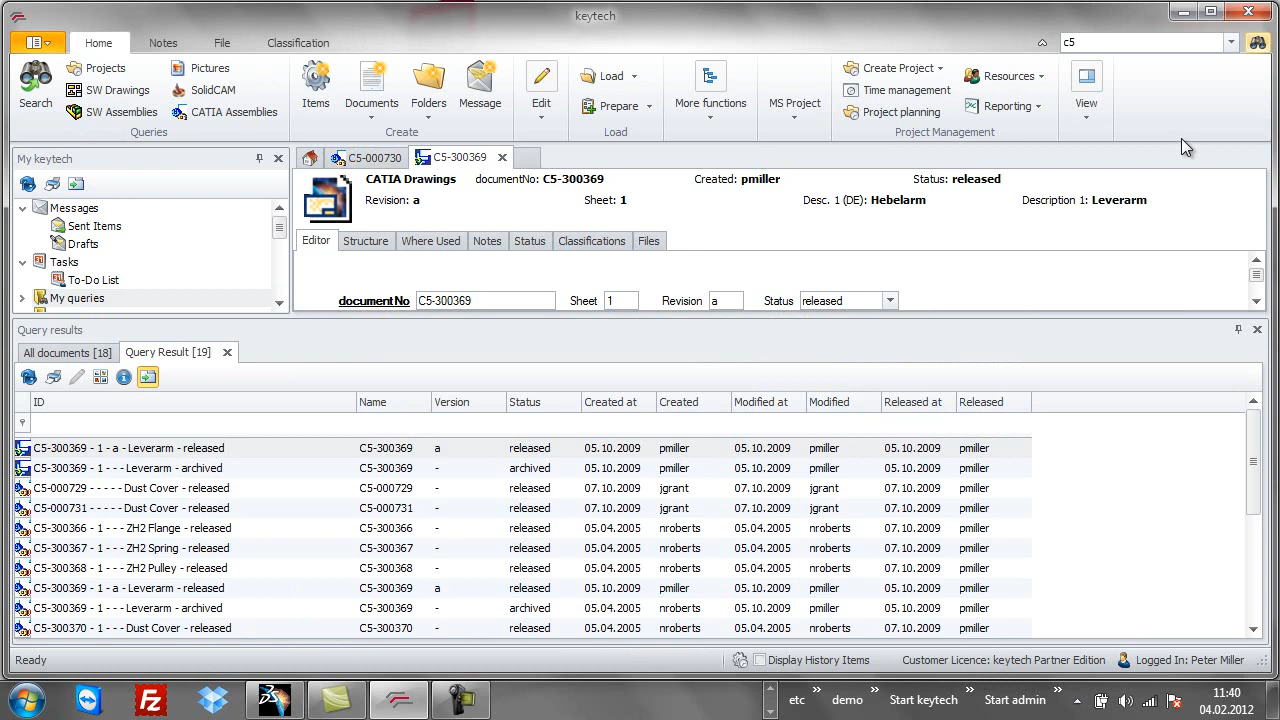 keytech
Home Notes File Classification c5
Search Projects SW Drawings SW Assemblies Pictures SolidCAM CATIA Assemblies
Queries
Items Documents Folders Message
Create
Edit
Load Prepare
Load
More functions
MS Project
Create Project Time management Project planning Resources Reporting
Project Management
View
My keytech
Messages
Sent Items
Drafts
Tasks
To-Do List
My queries
C5-000730 C5-300369
CATIA Drawings documentNo: C5-300369 Created: pmiller Status: released
Revision: a Sheet: 1 Desc. 1 (DE): Hebelarm Description 1: Leverarm
Editor Structure Where Used Notes Status Classifications Files
documentNo C5-300369 Sheet 1 Revision a Status released
Query results
All documents [18] Query Result [19]
ID Name Version Status Created at Created Modified at Modified Released at Released
C5-300369 - 1 - a - Leverarm - released C5-300369 a released 05.10.2009 pmiller 05.10.2009 pmiller 05.10.2009 pmiller
C5-300369 - 1 - - - Leverarm - archived C5-300369 - archived 05.10.2009 pmiller 05.10.2009 pmiller 05.10.2009 pmiller
C5-000729 - - - - - Dust Cover - released C5-000729 - released 07.10.2009 jgrant 07.10.2009 jgrant 07.10.2009 pmiller
C5-000731 - - - - - Dust Cover - released C5-000731 - released 07.10.2009 jgrant 07.10.2009 jgrant 07.10.2009 pmiller
C5-300366 - 1 - - - ZH2 Flange - released C5-300366 - released 05.04.2005 nroberts 05.04.2005 nroberts 07.10.2009 pmiller
C5-300367 - 1 - - - ZH2 Spring - released C5-300367 - released 05.04.2005 nroberts 05.04.2005 nroberts 07.10.2009 pmiller
C5-300368 - 1 - - - ZH2 Pulley - released C5-300368 - released 05.04.2005 nroberts 05.04.2005 nroberts 07.10.2009 pmiller
C5-300369 - 1 - a - Leverarm - released C5-300369 a released 05.10.2009 pmiller 05.10.2009 pmiller 05.10.2009 pmiller
C5-300369 - 1 - - - Leverarm - archived C5-300369 - archived 05.04.2005 nroberts 05.10.2009 pmiller 05.10.2009 pmiller
C5-300370 - 1 - - - Dust Cover - released C5-300370 - released 05.04.2005 nroberts 05.04.2005 nroberts 07.10.2009 pmiller
Ready Display History Items Customer Licence: keytech Partner Edition Logged In: Peter Miller
etc » demo » Start keytech Start admin » 11:40
04.02.2012